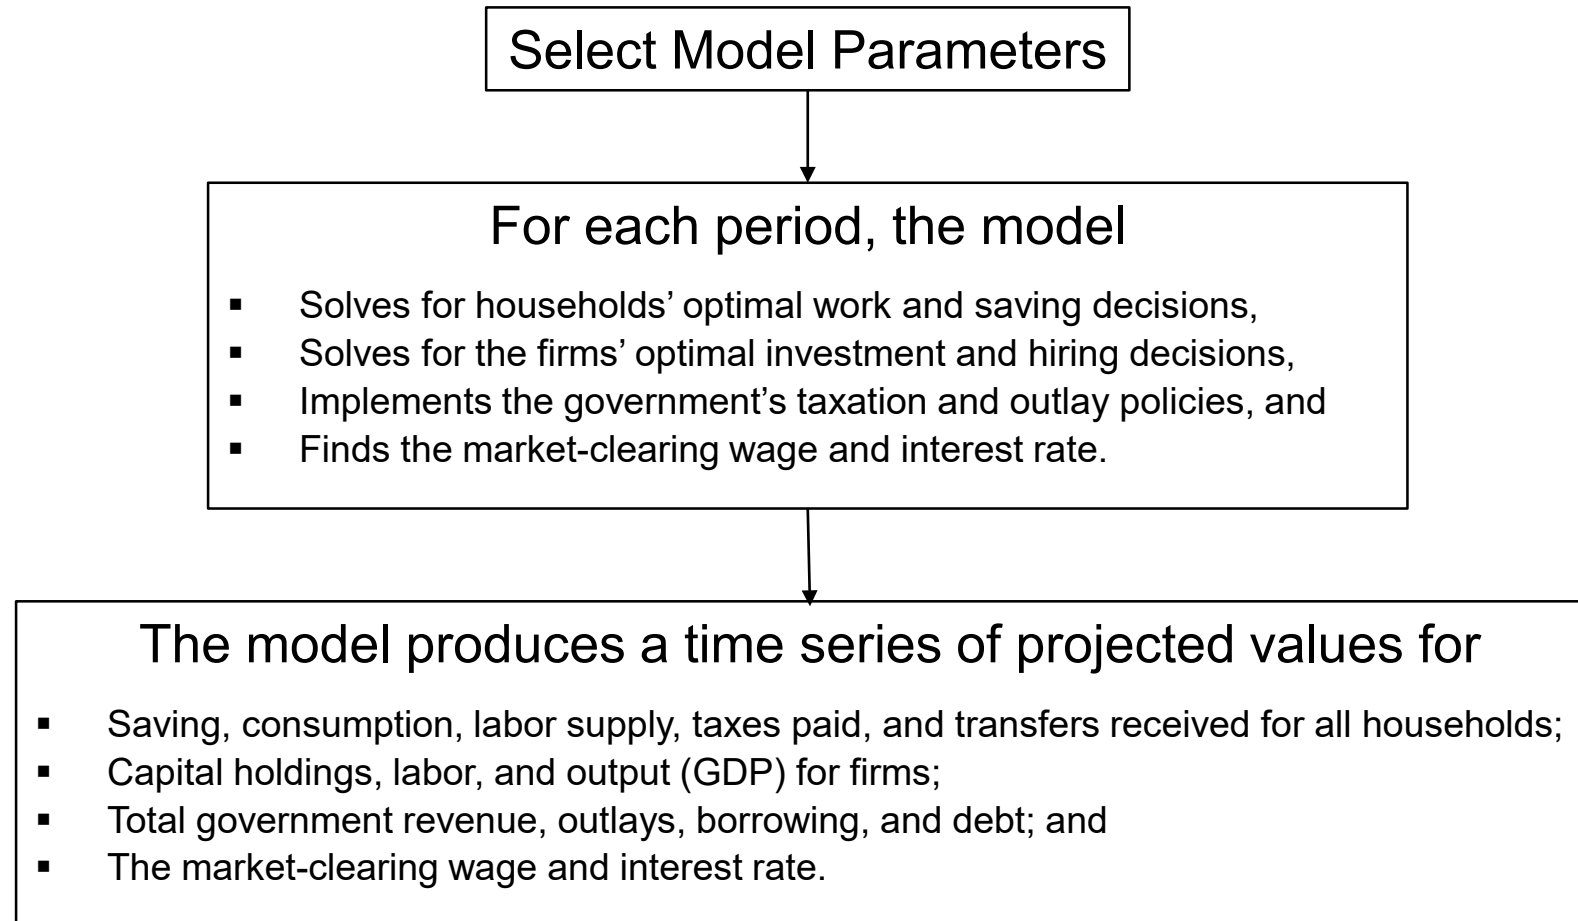 Select Model Parameters
For each period, the model
▪ Solves for households’ optimal work and saving decisions,
▪ Solves for the firms’ optimal investment and hiring decisions,
▪ Implements the government’s taxation and outlay policies, and
▪ Finds the market-clearing wage and interest rate.
The model produces a time series of projected values for
▪ Saving, consumption, labor supply, taxes paid, and transfers received for all households;
▪ Capital holdings, labor, and output (GDP) for firms;
▪ Total government revenue, outlays, borrowing, and debt; and
▪ The market-clearing wage and interest rate.